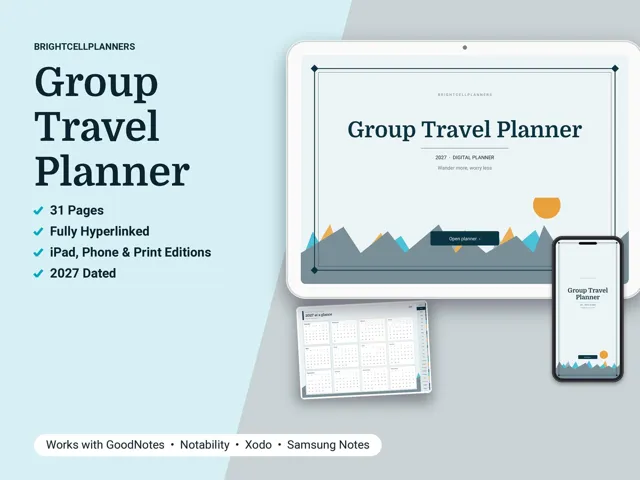 BRIGHTCELLPLANNERS
Group
Travel
Planner
31 Pages
Fully Hyperlinked
iPad, Phone & Print Editions
2027 Dated
Works with GoodNotes • Notability • Xodo • Samsung Notes
BRIGHTCELLPLANNERS
Group Travel Planner
2027 · DIGITAL PLANNER
Wander more, worry less
Open planner ›
2027 at a glance
Group Travel
Planner